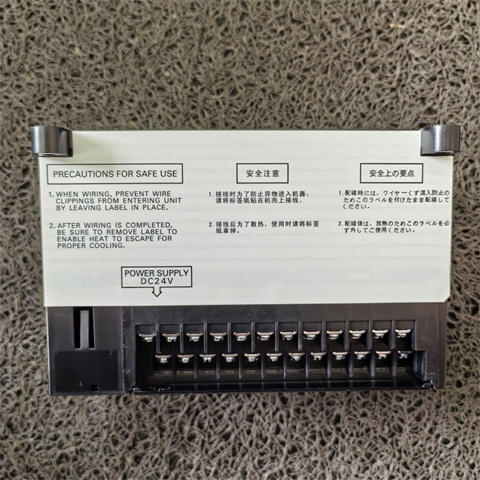 PRECAUTIONS FOR SAFE USE
1. WHEN WIRING, PREVENT WIRE
CLIPPINGS FROM ENTERING UNIT
BY LEAVING LABEL IN PLACE.
2. AFTER WIRING IS COMPLETED,
BE SURE TO REMOVE LABEL TO
ENABLE HEAT TO ESCAPE FOR
PROPER COOLING.
安全注意
1. 接线时为了防止异物进入机器、
请将标签纸贴在机壳上接线。
2. 接线后为了散热、使用时请将标签
纸拿掉。
安全上の要点
1. 配線時には、ワイヤーくず混入防止の
ためこのラベルを付けたまま配線して
ください。
2. 配線後は、放熱のためこのラベルを必
ず外してご使用ください。
POWER SUPPLY
DC24V